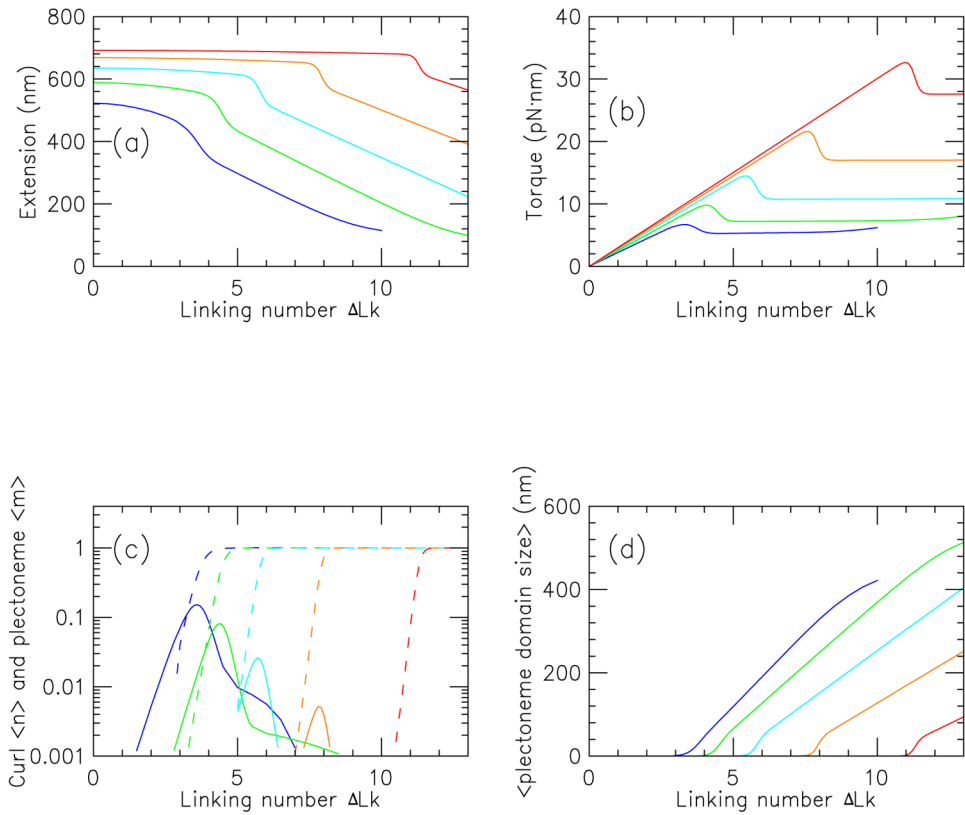 800
600
400
200
0
Extension (nm)
(a)
0
5
10
Linking number ΔLk
40
30
20
10
0
Torque (pN·nm)
(b)
0
5
10
Linking number ΔLk
1
0.1
0.01
0.001
Curl <n> and plectoneme <m>
(c)
0
5
10
Linking number ΔLk
600
400
200
0
<plectoneme domain size> (nm)
(d)
0
5
10
Linking number ΔLk